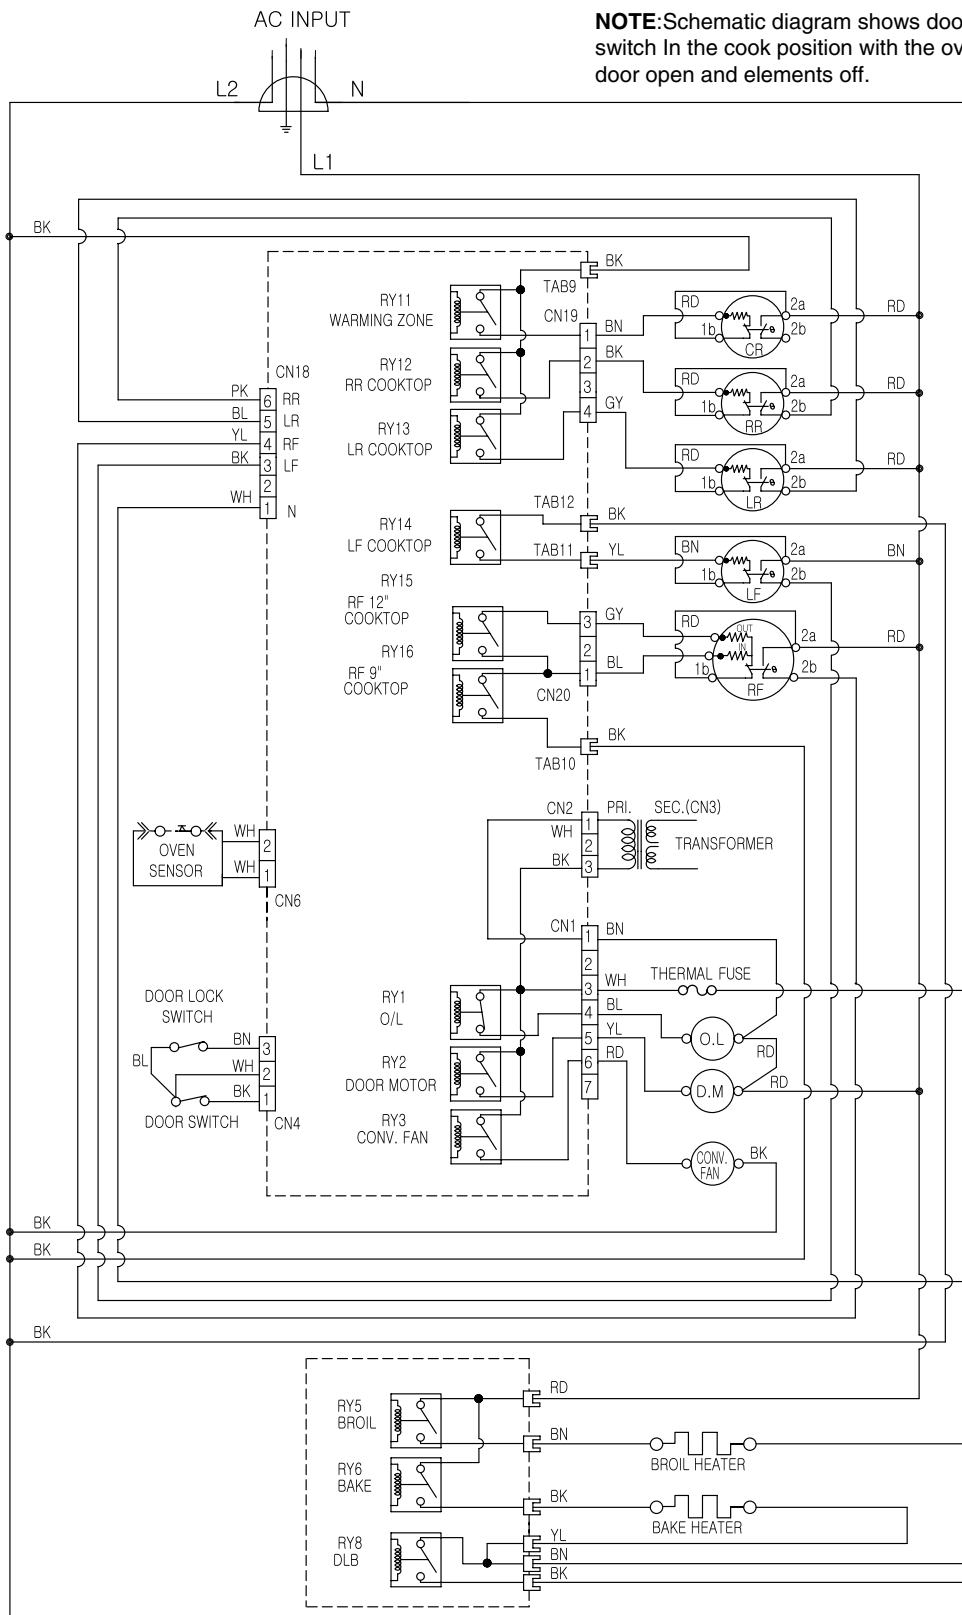 AC INPUT
NOTE:Schematic diagram shows doo
switch In the cook position with the ov
door open and elements off.
L2
N
L1
BK
BK
TAB9
RY11
WARMING ZONE
CN19
1 BN
RD
1b
2a
2b
CR
RD
RY12
RR COOKTOP
2 BK
3
RD
1b
2a
2b
RR
RD
CN18
PK 6 RR
BL 5 LR
YL 4 RF
BK 3 LF
2
WH 1 N
RY13
LR COOKTOP
4 GY
RD
1b
2a
2b
LR
RD
RY14
LF COOKTOP
TAB12
BK
TAB11
YL
BN
1b
2a
2b
LF
BN
RY15
RF 12"
COOKTOP
3 GY
2
1 BL
RD
OUT
IN
1b
2a
2b
RF
RD
RY16
RF 9"
COOKTOP
CN20
BK
TAB10
CN2
PRI.
SEC.(CN3)
1
WH
2
BK 3
TRANSFORMER
OVEN
SENSOR
WH 2
WH 1
CN6
CN1
1 BN
2
3 WH
4 BL
5 YL
6 RD
7
THERMAL FUSE
RY1
O/L
O.L
RD
DOOR LOCK
SWITCH
BL
BN 3
WH 2
BK 1
DOOR SWITCH
CN4
RY2
DOOR MOTOR
D.M
RD
RY3
CONV. FAN
CONV.
FAN
BK
BK
BK
BK
RY5
BROIL
RD
BN
BROIL HEATER
RY6
BAKE
BK
BAKE HEATER
RY8
DLB
YL
BN
BK